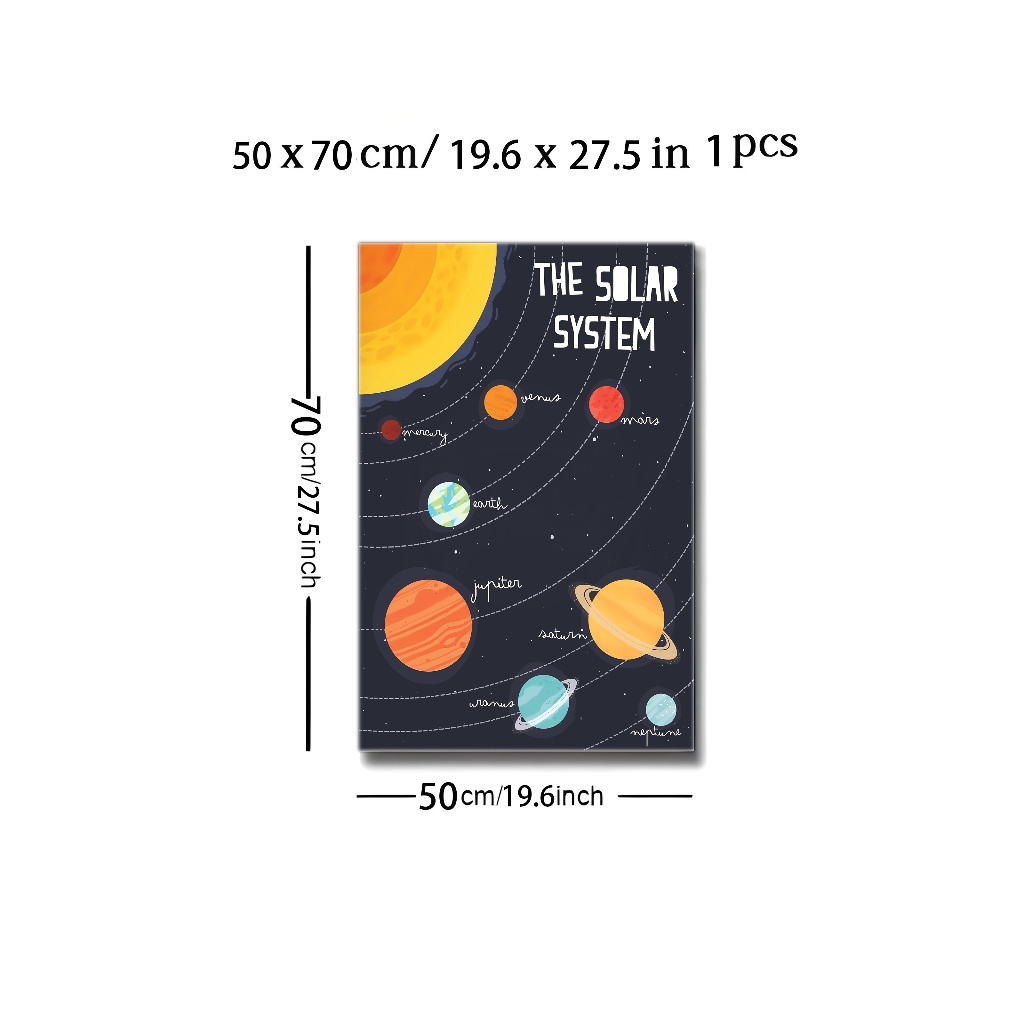 50 x 70 cm/ 19.6 x 27.5 in 1 pcs
THE SOLAR
SYSTEM
venus
mars
mercury
earth
jupiter
saturn
uranus
neptune
70 cm/27.5 inch
50 cm/19.6 inch